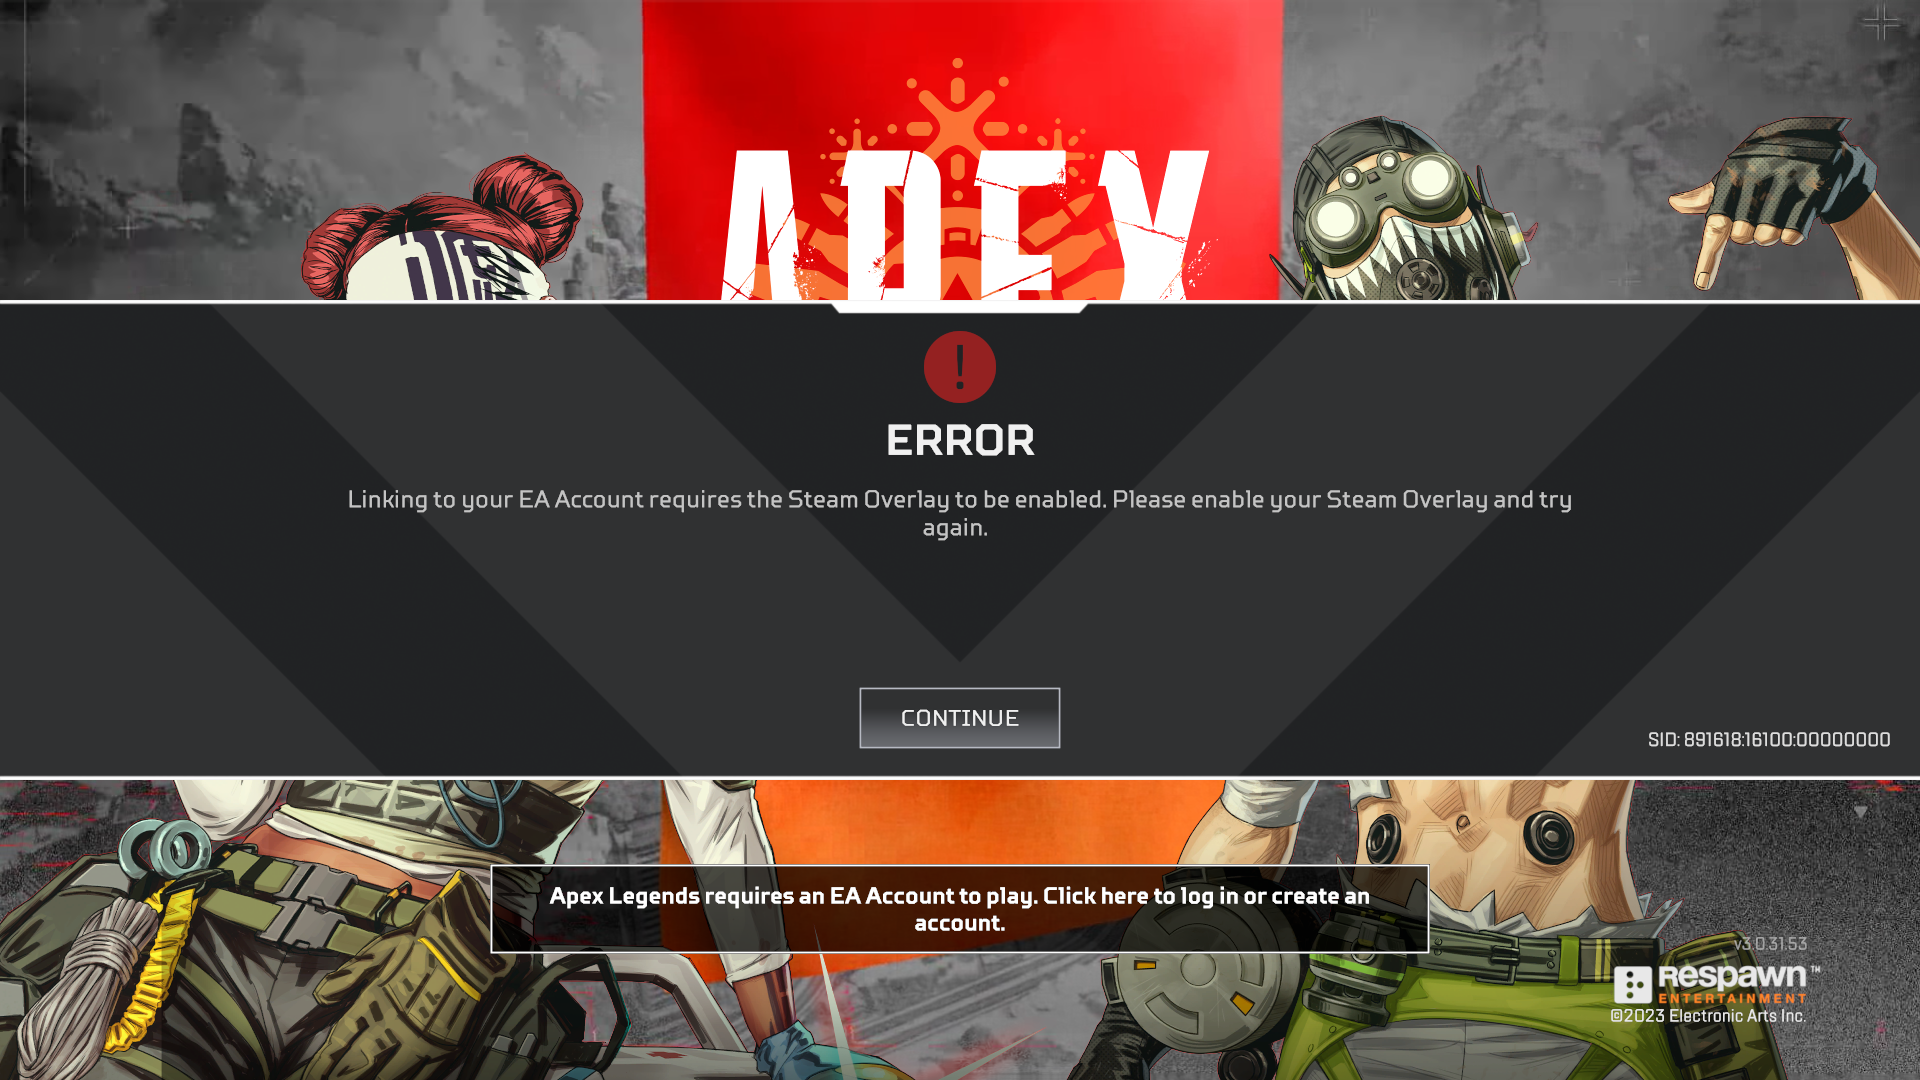 APEX
ERROR
Linking to your EA Account requires the Steam Overlay to be enabled. Please enable your Steam Overlay and try
again.
CONTINUE
SID: 891618:16100:00000000
Apex Legends requires an EA Account to play. Click here to log in or create an
account.
v3.0.31.53
Respawn™
ENTERTAINMENT
©2023 Electronic Arts Inc.